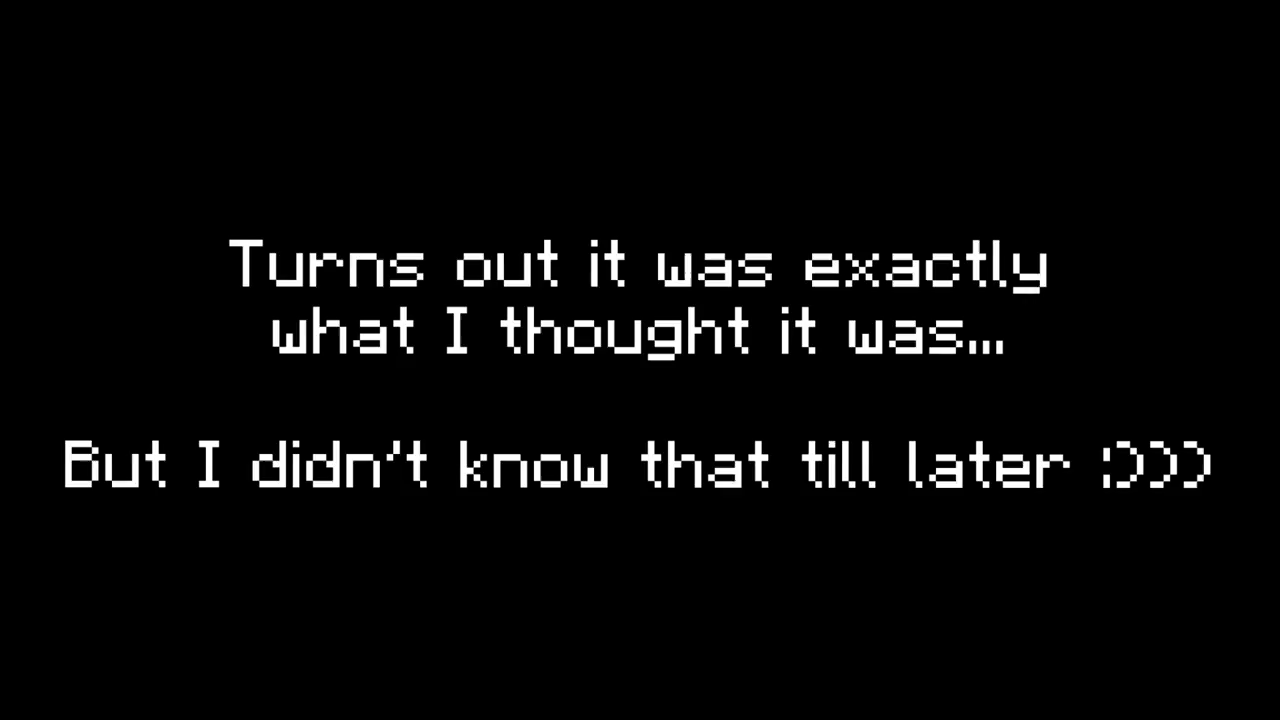 Turns out it was exactly
what I thought it was...
But I didn't know that till later :)))